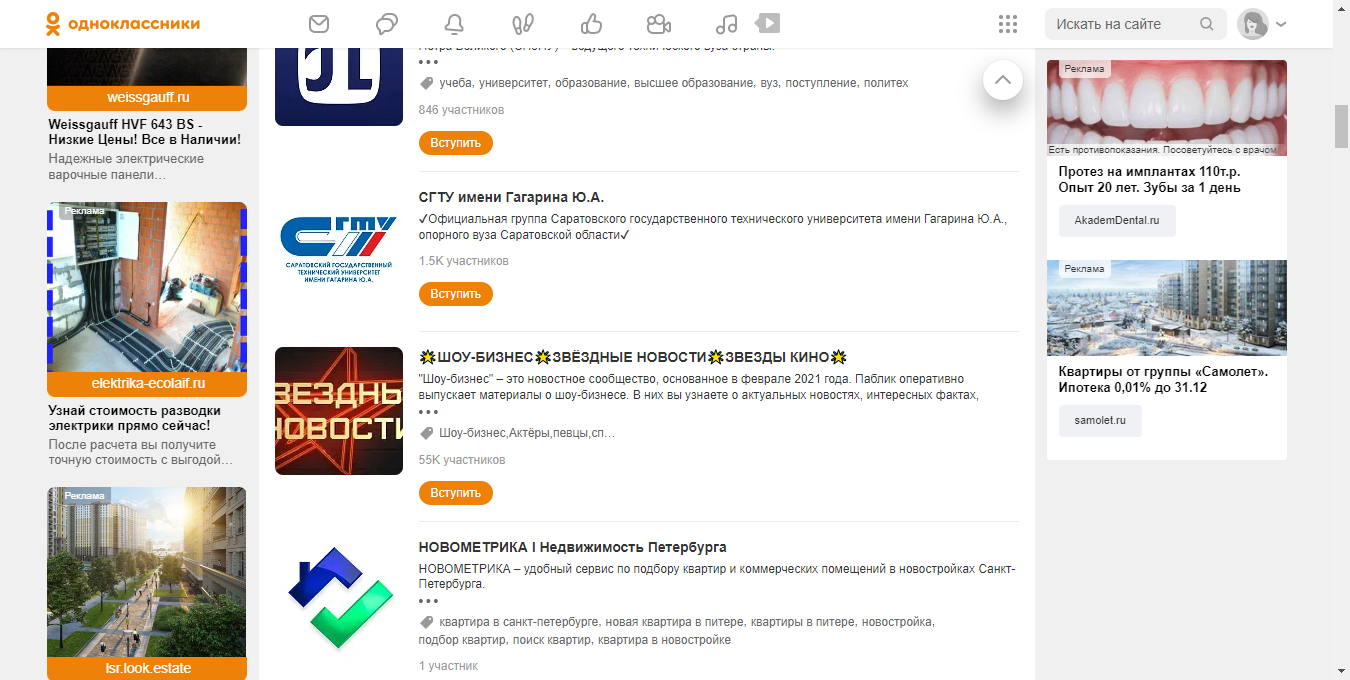 одноклассники
Искать на сайте
weissgauff.ru
Weissgauff HVF 643 BS -
Низкие Цены! Все в Наличии!
Надежные электрические
варочные панели…
Реклама
elektrika-ecolaif.ru
Узнай стоимость разводки
электрики прямо сейчас!
После расчета вы получите
точную стоимость с выгодой…
Реклама
lsr.look.estate
учеба, университет, образование, высшее образование, вуз, поступление, политех
846 участников
Вступить
СГТУ
САРАТОВСКИЙ ГОСУДАРСТВЕННЫЙ
ТЕХНИЧЕСКИЙ УНИВЕРСИТЕТ
ИМЕНИ ГАГАРИНА Ю.А.
СГТУ имени Гагарина Ю.А.
✓Официальная группа Саратовского государственного технического университета имени Гагарина Ю.А.,
опорного вуза Саратовской области✓
1.5K участников
Вступить
ВЕЗДНЫ
НОВОСТИ
🌟ШОУ-БИЗНЕС🌟ЗВЁЗДНЫЕ НОВОСТИ🌟ЗВЕЗДЫ КИНО🌟
"Шоу-бизнес" – это новостное сообщество, основанное в феврале 2021 года. Паблик оперативно
выпускает материалы о шоу-бизнесе. В них вы узнаете о актуальных новостях, интересных фактах,
Шоу-бизнес,Актёры,певцы,сп…
55K участников
Вступить
НОВОМЕТРИКА I Недвижимость Петербурга
НОВОМЕТРИКА – удобный сервис по подбору квартир и коммерческих помещений в новостройках Санкт-
Петербурга.
квартира в санкт-петербурге, новая квартира в питере, квартиры в питере, новостройка,
подбор квартир, поиск квартир, квартира в новостройке
1 участник
Реклама
Есть противопоказания. Посоветуйтесь с врачом
Протез на имплантах 110т.р.
Опыт 20 лет. Зубы за 1 день
AkademDental.ru
Реклама
Квартиры от группы «Самолет».
Ипотека 0,01% до 31.12
samolet.ru